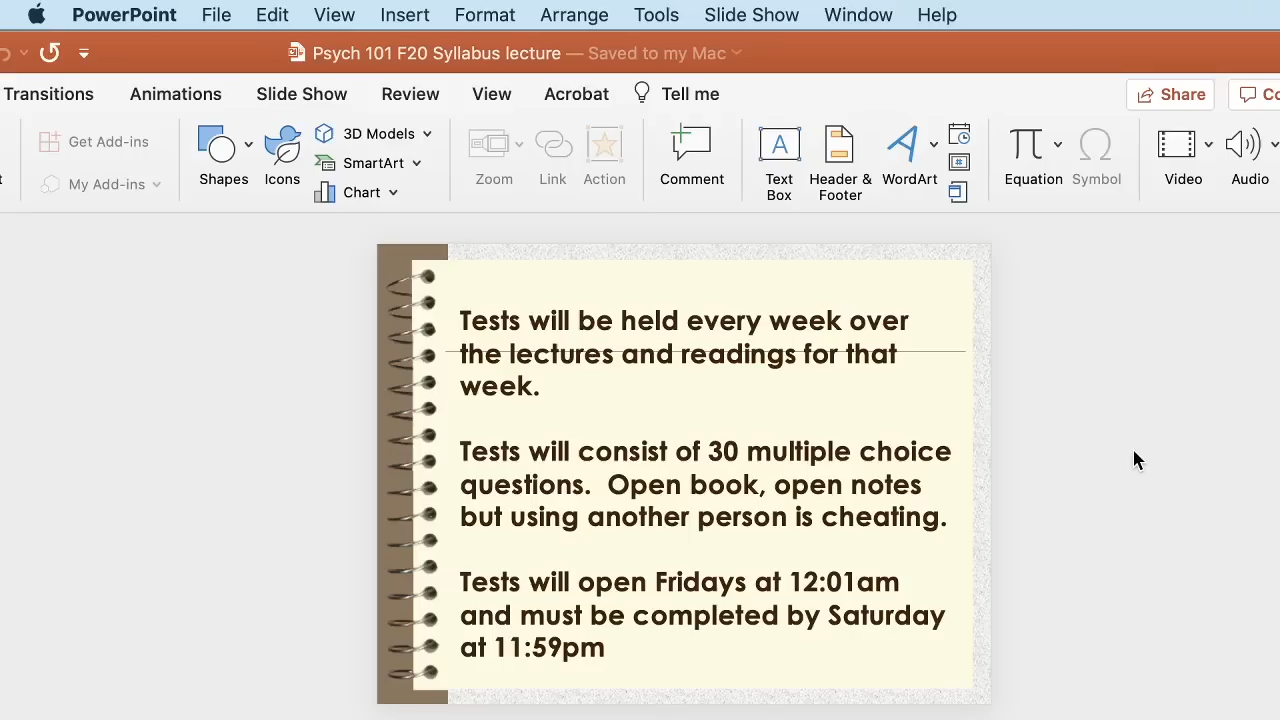 PowerPoint File Edit View Insert Format Arrange Tools Slide Show Window Help
Psych 101 F20 Syllabus lecture — Saved to my Mac
Transitions Animations Slide Show Review View Acrobat Tell me Share
Get Add-ins
My Add-ins
Shapes
Icons
3D Models
SmartArt
Chart
Zoom
Link
Action
Comment
Text
Box
Header &
Footer
WordArt
Equation
Symbol
Video
Audio
Tests will be held every week over
the lectures and readings for that
week.
Tests will consist of 30 multiple choice
questions.  Open book, open notes
but using another person is cheating.
Tests will open Fridays at 12:01am
and must be completed by Saturday
at 11:59pm